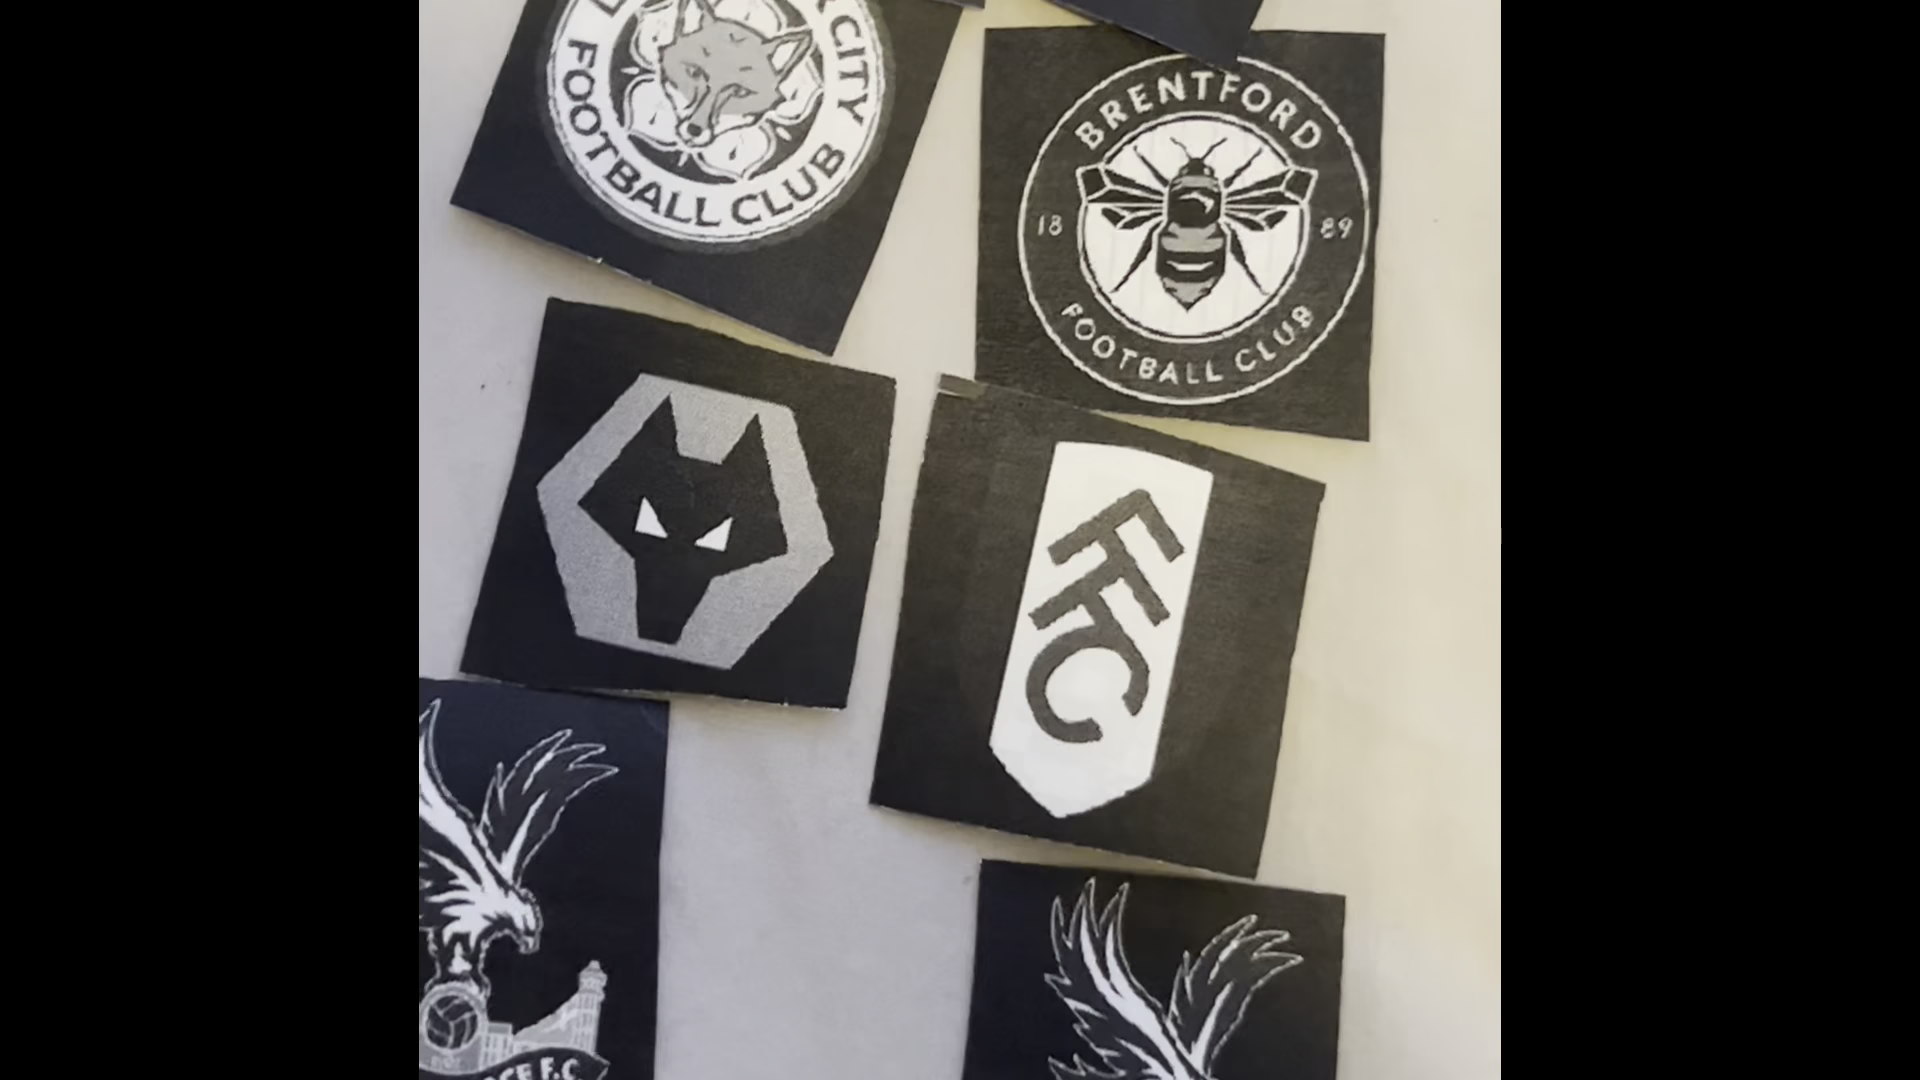 CITY
FOOTBALL CLUB
BRENTFORD
18 89
FOOTBALL CLUB
FFC
F.C.